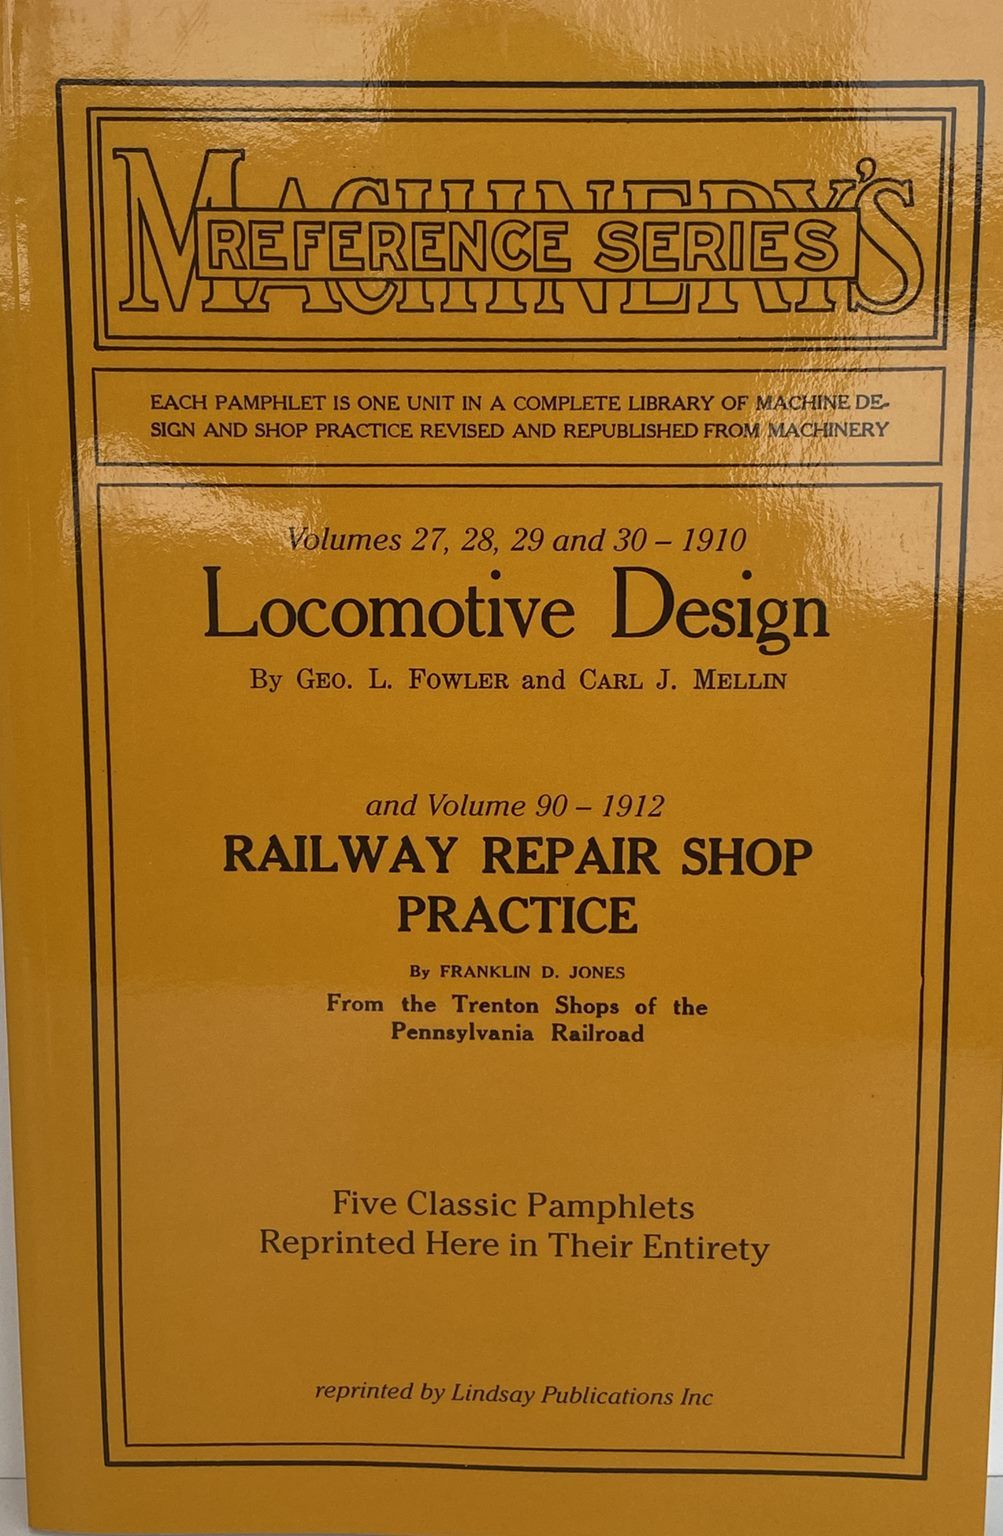 MACHINERY'S
REFERENCE SERIES
EACH PAMPHLET IS ONE UNIT IN A COMPLETE LIBRARY OF MACHINE DE-
SIGN AND SHOP PRACTICE REVISED AND REPUBLISHED FROM MACHINERY
Volumes 27, 28, 29 and 30 – 1910
Locomotive Design
By GEO. L. FOWLER and CARL J. MELLIN
and Volume 90 – 1912
RAILWAY REPAIR SHOP
PRACTICE
By FRANKLIN D. JONES
From the Trenton Shops of the
Pennsylvania Railroad
Five Classic Pamphlets
Reprinted Here in Their Entirety
reprinted by Lindsay Publications Inc